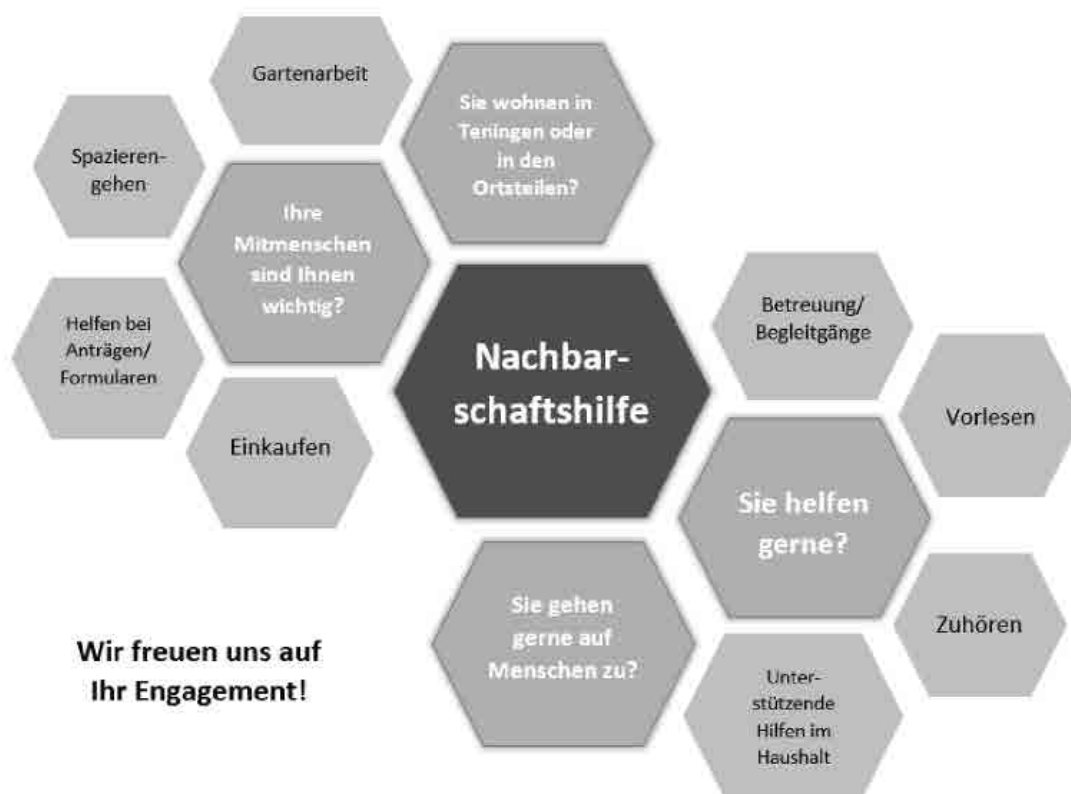 Gartenarbeit
Sie wohnen in
Teningen oder
in den
Ortsteilen?
Spazieren-
gehen
Ihre
Mitmenschen
sind Ihnen
wichtig?
Helfen bei
Anträgen/
Formularen
Einkaufen
Nachbar-
schaftshilfe
Betreuung/
Begleitgänge
Vorlesen
Sie helfen
gerne?
Sie gehen
gerne auf
Menschen zu?
Zuhören
Unter-
stützende
Hilfen im
Haushalt
Wir freuen uns auf
Ihr Engagement!